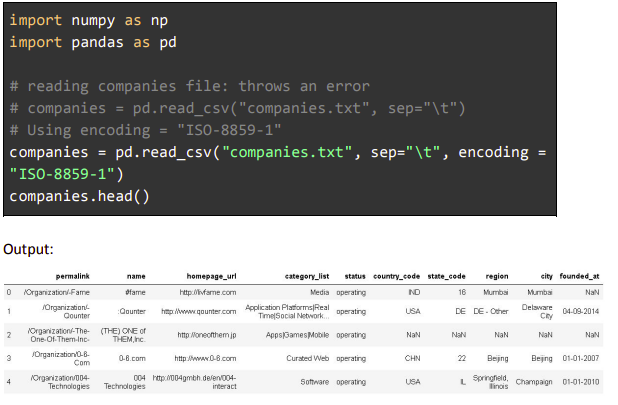 import numpy as np
import pandas as pd
# reading companies file: throws an error
# companies = pd.read_csv("companies.txt", sep="\t")
# Using encoding = "ISO-8859-1"
companies = pd.read_csv("companies.txt", sep="\t", encoding =
"ISO-8859-1")
companies.head()
Output:
permalink name homepage_url category_list status country_code state_code region city founded_at
0 /Organization/-Fame #fame http://livfame.com Media operating IND 16 Mumbai Mumbai NaN
1 /Organization/-Qounter :Qounter http://www.qounter.com Application Platforms|Real Time|Social Network... operating USA DE DE - Other Delaware City 04-09-2014
2 /Organization/-The-One-Of-Them-Inc- (THE) ONE of THEM,Inc. http://oneofthem.jp Apps|Games|Mobile operating NaN NaN NaN NaN NaN
3 /Organization/0-6-Com 0-6.com http://www.0-6.com Curated Web operating CHN 22 Beijing Beijing 01-01-2007
4 /Organization/004-Technologies 004 Technologies http://004gmbh.de/en/004-interact Software operating USA IL Springfield, Illinois Champaign 01-01-2010